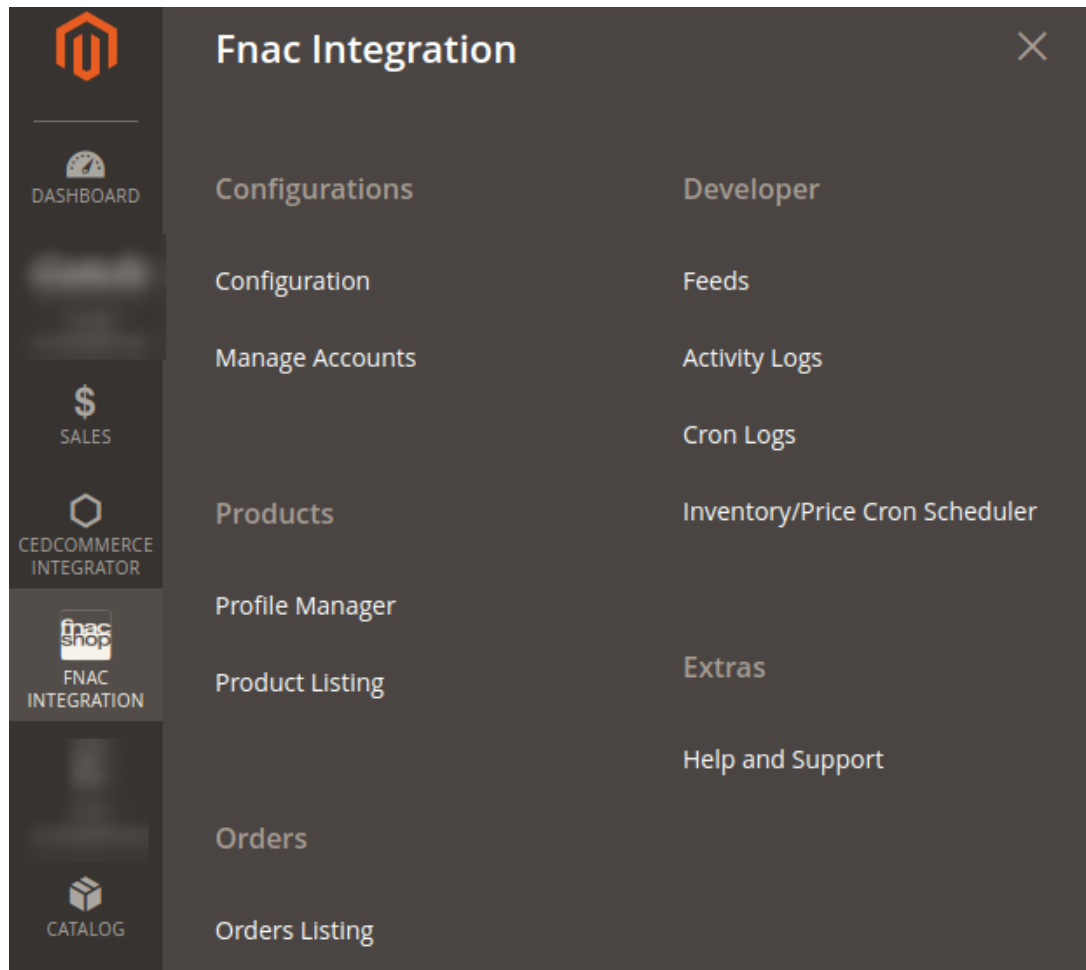 Fnac Integration
DASHBOARD
$
SALES
CEDCOMMERCE
INTEGRATOR
fnac
shop
FNAC
INTEGRATION
CATALOG
Configurations
Configuration
Manage Accounts
Products
Profile Manager
Product Listing
Orders
Orders Listing
Developer
Feeds
Activity Logs
Cron Logs
Inventory/Price Cron Scheduler
Extras
Help and Support